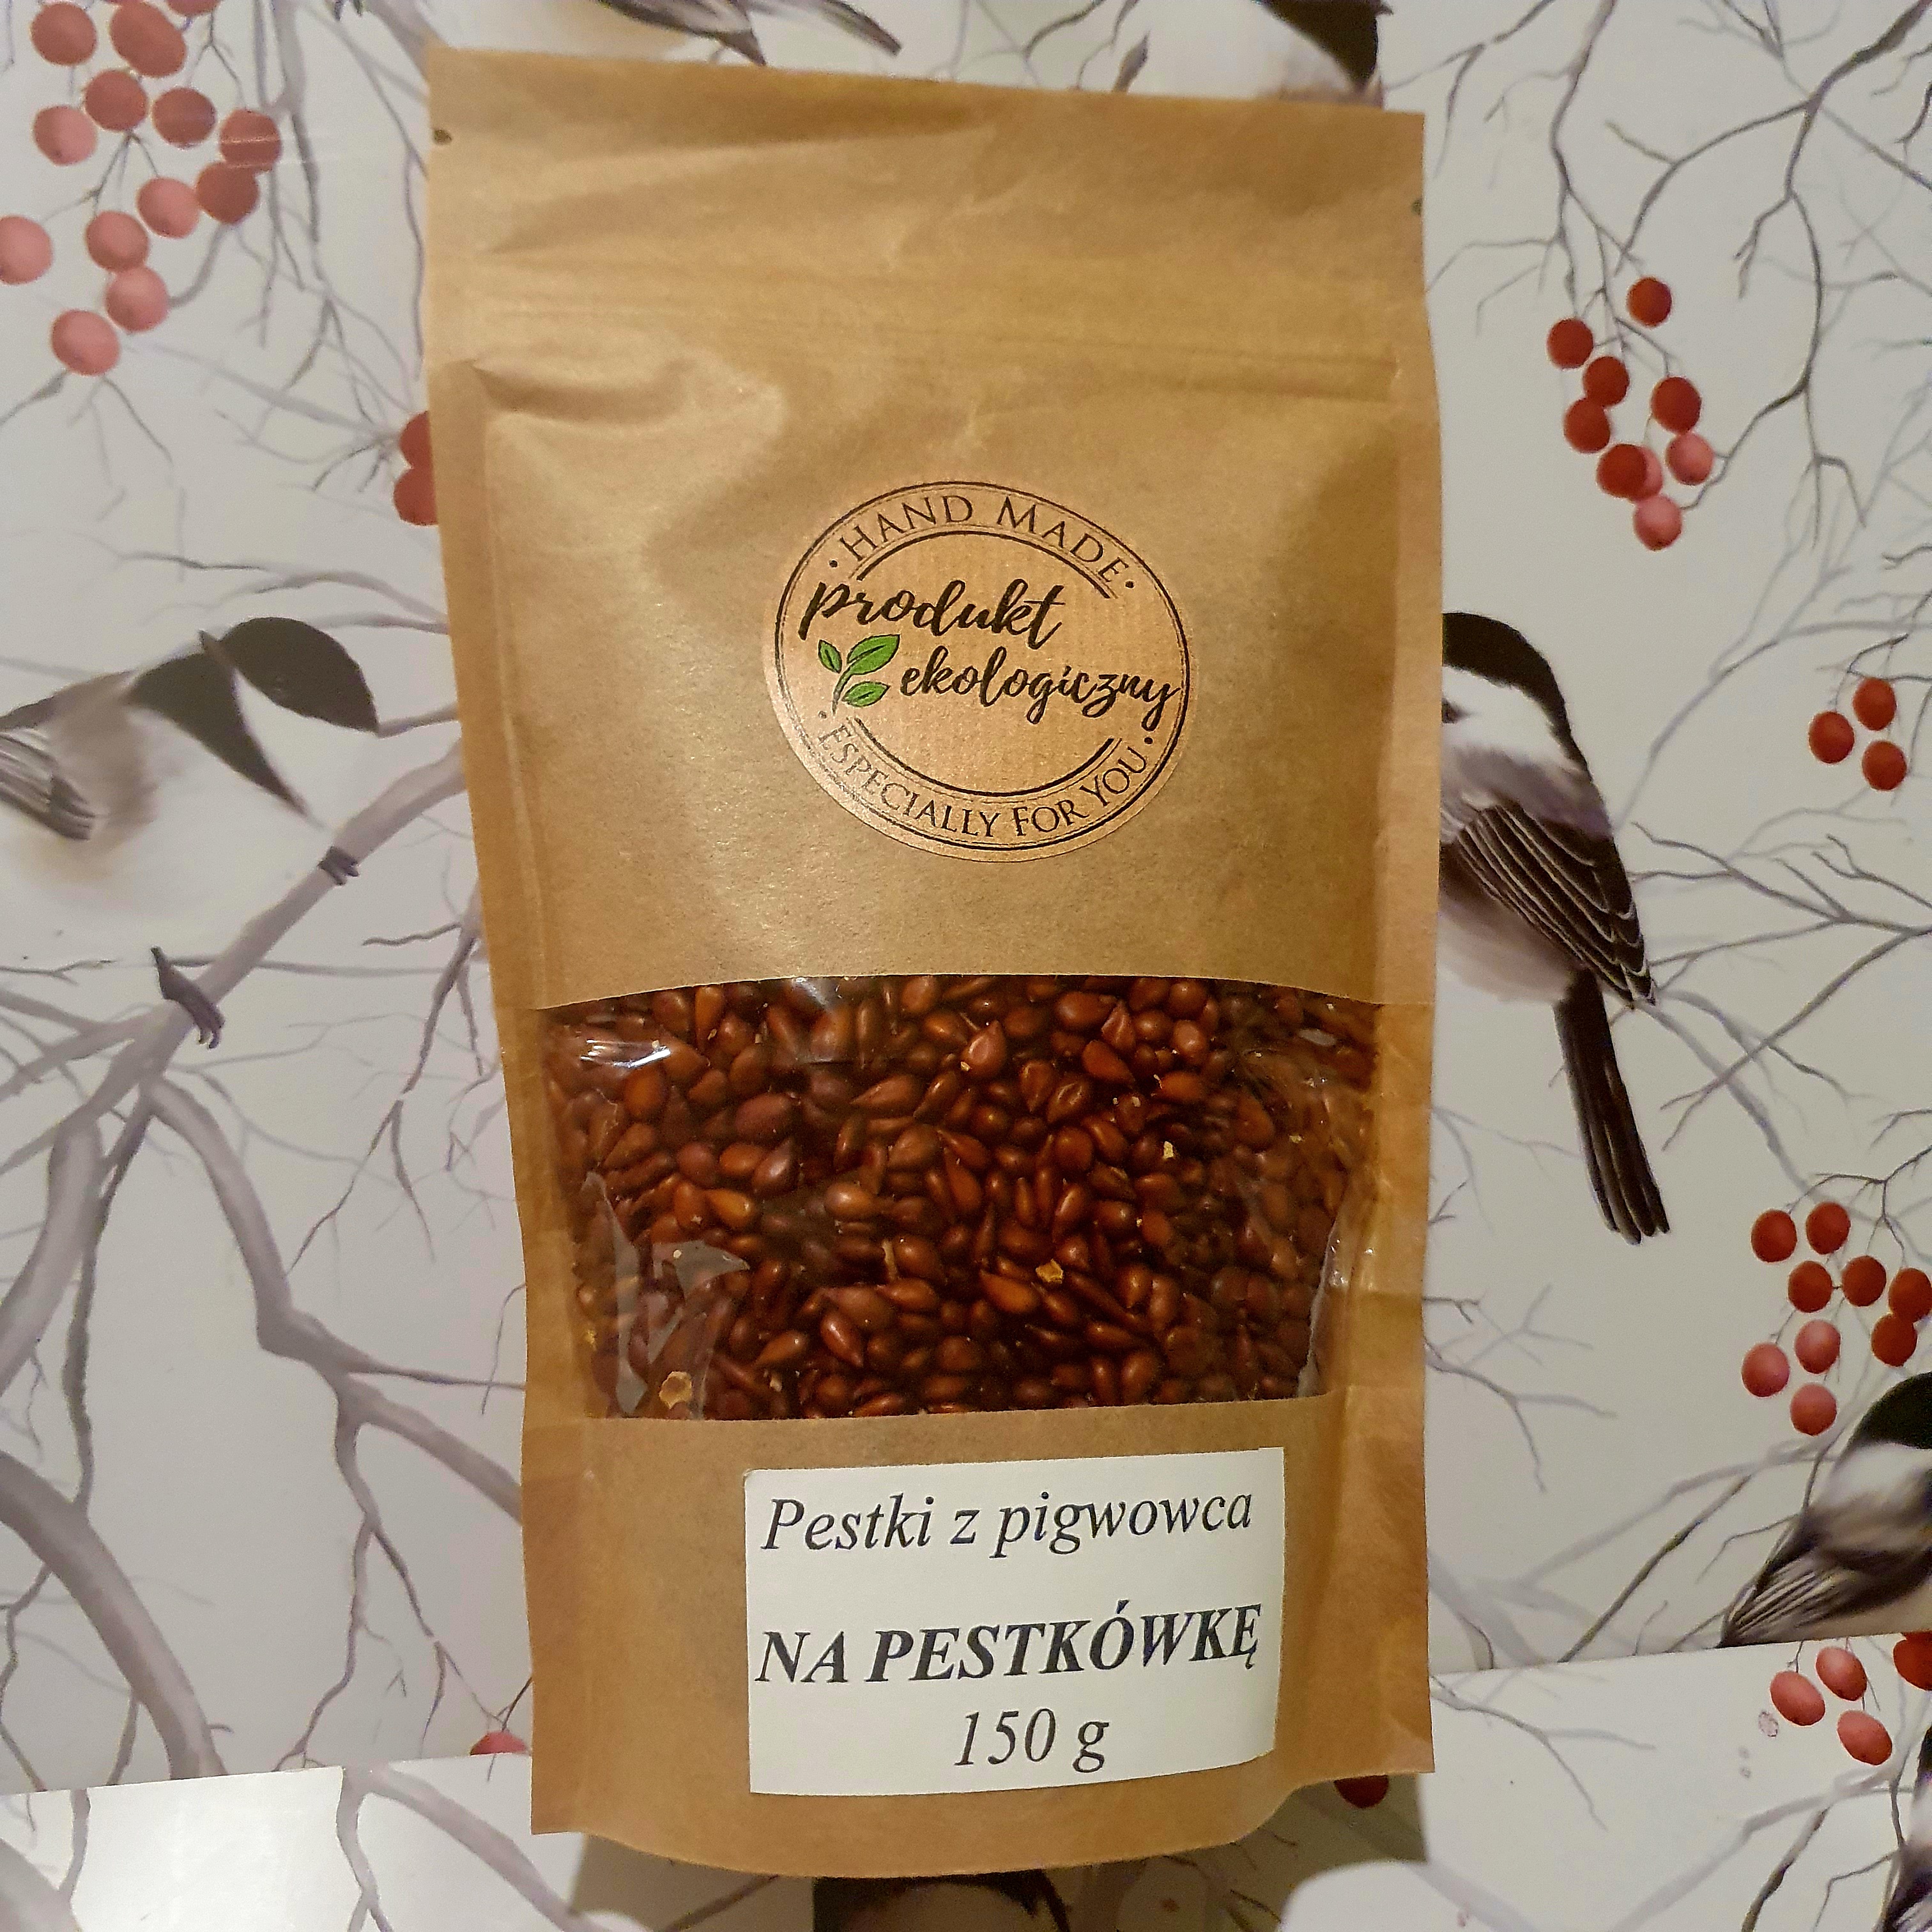 HAND MADE
produkt
ekologiczny
ESPECIALLY FOR YOU
Pestki z pigwowca
NA PESTKÓWKĘ
150 g